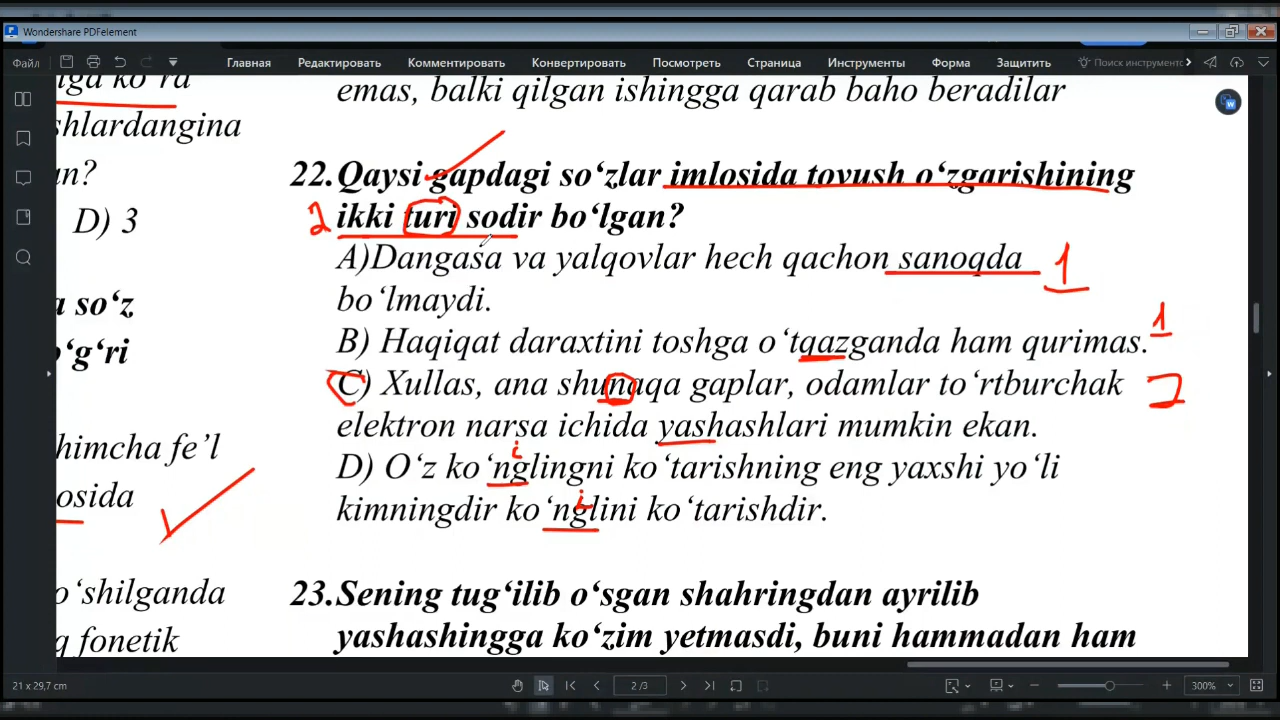 Wondershare PDFelement
Файл
Главная Редактировать Комментировать Конвертировать Посмотреть Страница Инструменты Форма Защитить Поиск инструмент
ko‘ra
shlardangina
an?
D) 3
a so‘z
o‘g‘ri
himcha fe’l
osida
o‘shilganda
q fonetik
emas, balki qilgan ishingga qarab baho beradilar
22. Qaysi gapdagi so‘zlar imlosida tovush o‘zgarishining
2 ikki turi sodir bo‘lgan?
A)Dangasa va yalqovlar hech qachon sanoqda 1
bo‘lmaydi.
B) Haqiqat daraxtini toshga o‘tqazganda ham qurimas. 1
C) Xullas, ana shunaqa gaplar, odamlar to‘rtburchak 2
elektron narsa ichida yashashlari mumkin ekan.
i
D) O‘z ko‘nglingni ko‘tarishning eng yaxshi yo‘li
i
kimningdir ko‘nglini ko‘tarishdir.
23. Sening tug‘ilib o‘sgan shahringdan ayrilib
yashashingga ko‘zim yetmasdi, buni hammadan ham
21 x 29,7 cm 2 /3 300%